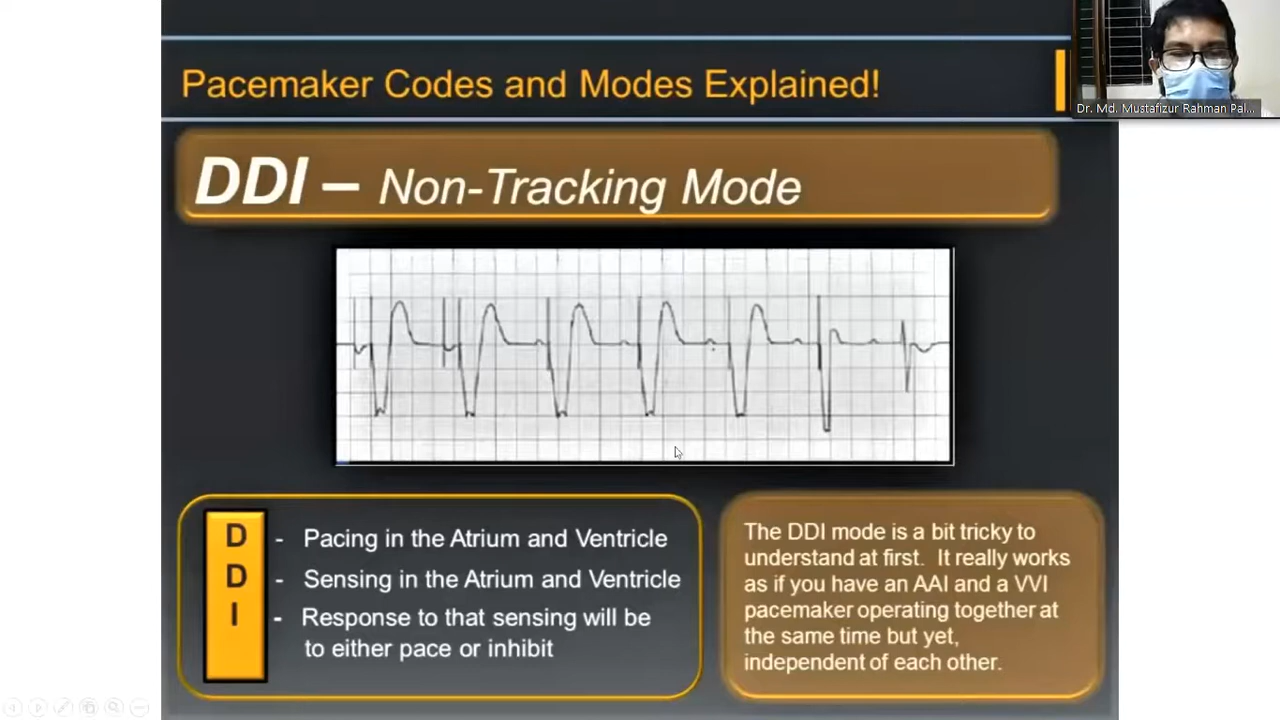 Pacemaker Codes and Modes Explained!
Dr. Md. Mustafizur Rahman Pal...
DDI – Non-Tracking Mode
D - Pacing in the Atrium and Ventricle
D - Sensing in the Atrium and Ventricle
I - Response to that sensing will be
to either pace or inhibit
The DDI mode is a bit tricky to
understand at first. It really works
as if you have an AAI and a VVI
pacemaker operating together at
the same time but yet,
independent of each other.